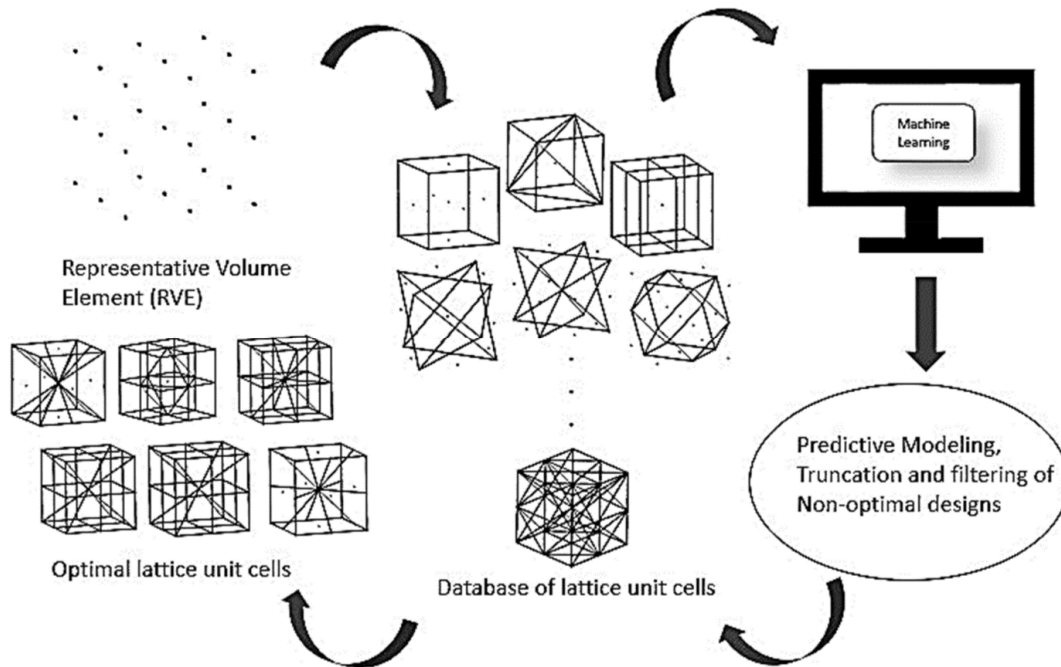 Machine
Learning
Representative Volume
Element (RVE)
Predictive Modeling,
Truncation and filtering of
Non-optimal designs
Optimal lattice unit cells
Database of lattice unit cells